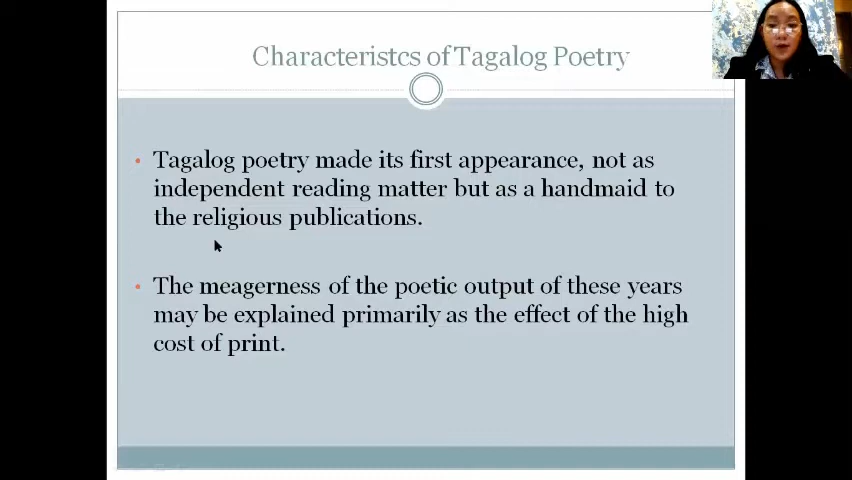 Characteristcs of Tagalog Poetry
• Tagalog poetry made its first appearance, not as
independent reading matter but as a handmaid to
the religious publications.
• The meagerness of the poetic output of these years
may be explained primarily as the effect of the high
cost of print.